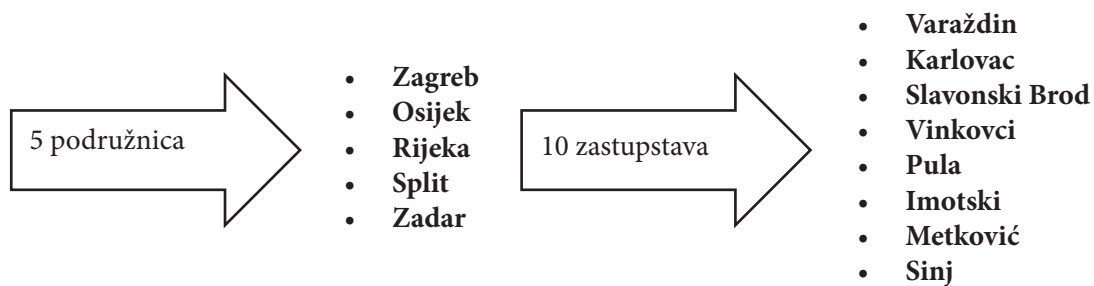 5 podružnica
• Zagreb
• Osijek
• Rijeka
• Split
• Zadar
10 zastupstava
• Varaždin
• Karlovac
• Slavonski Brod
• Vinkovci
• Pula
• Imotski
• Metković
• Sinj